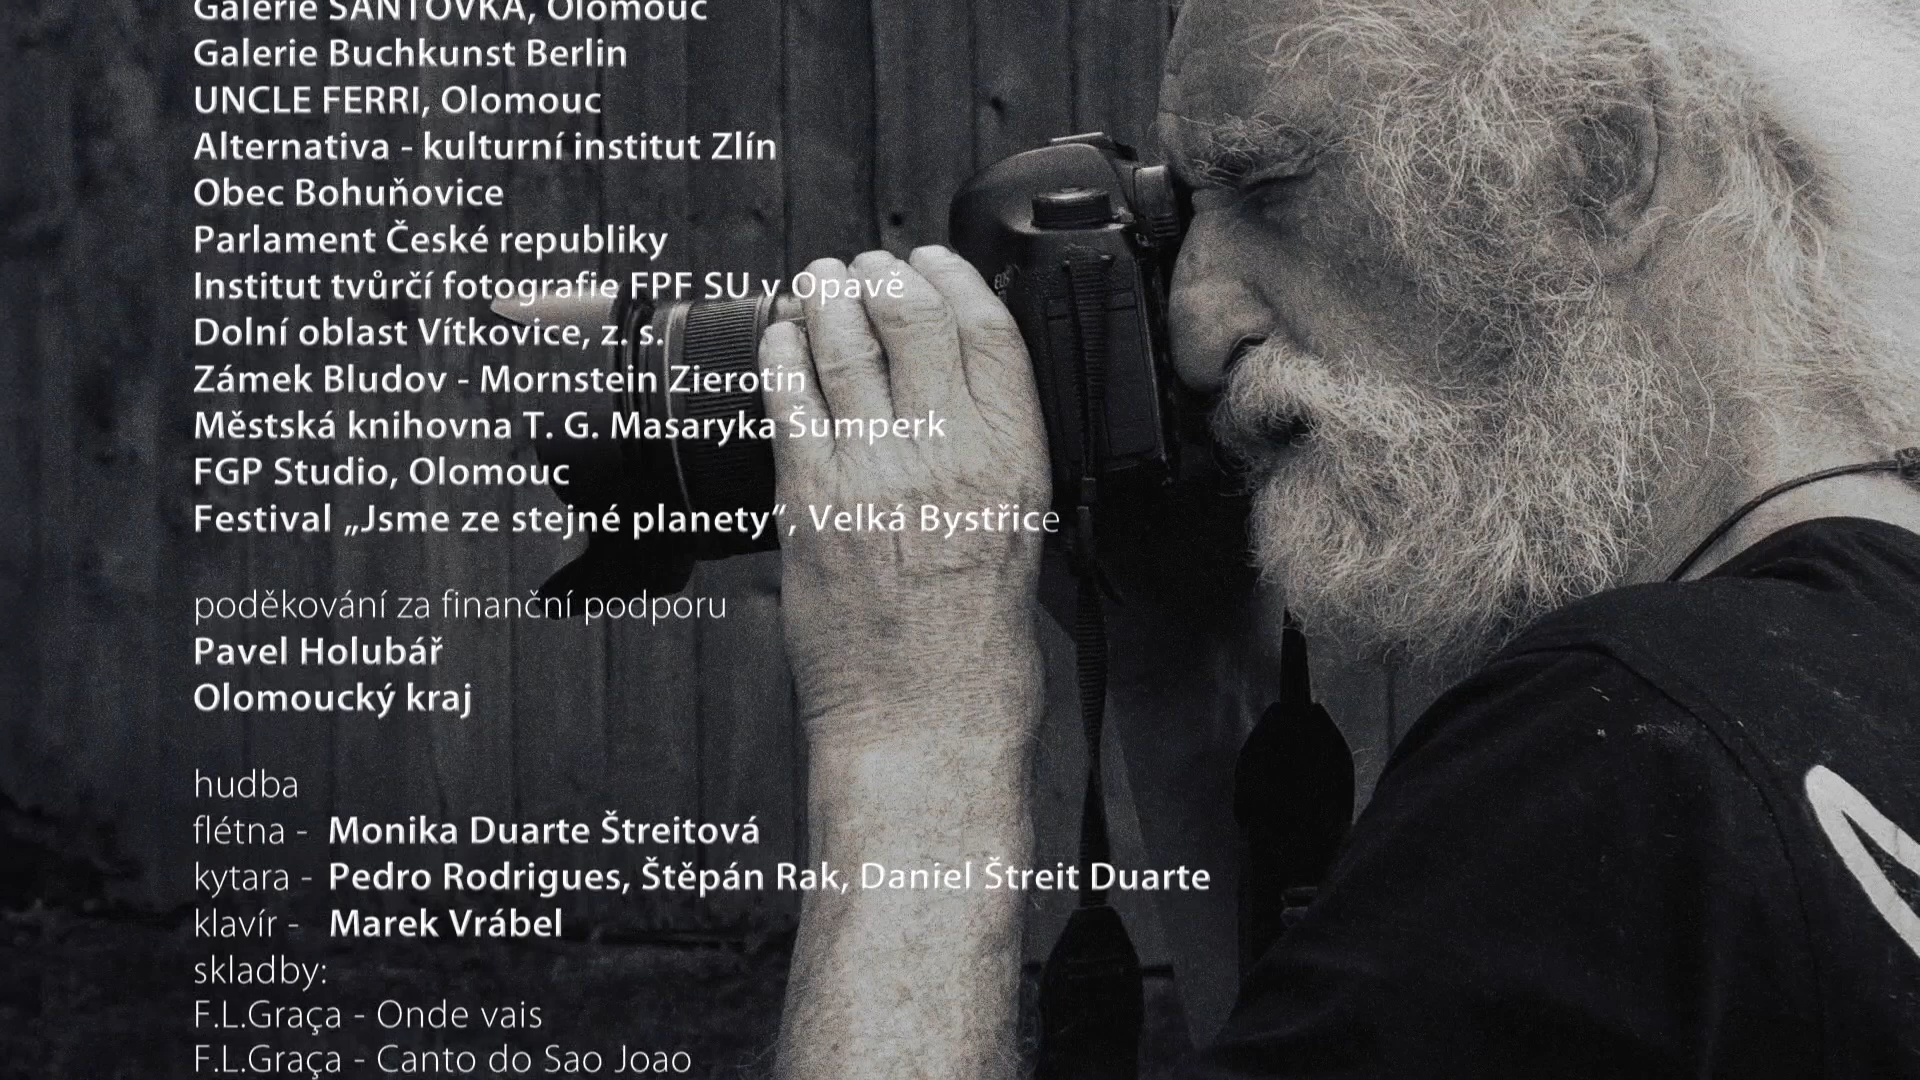 Galerie ŠANTOVKA, Olomouc
Galerie Buchkunst Berlin
UNCLE FERRI, Olomouc
Alternativa - kulturní institut Zlín
Obec Bohuňovice
Parlament České republiky
Institut tvůrčí fotografie FPF SU v Opavě
Dolní oblast Vítkovice, z. s.
Zámek Bludov - Mornstein Zierotin
Městská knihovna T. G. Masaryka Šumperk
FGP Studio, Olomouc
Festival „Jsme ze stejné planety“, Velká Bystřice
poděkování za finanční podporu
Pavel Holubář
Olomoucký kraj
hudba
flétna - Monika Duarte Štreitová
kytara - Pedro Rodrigues, Štěpán Rak, Daniel Štreit Duarte
klavír - Marek Vrábel
skladby:
F.L.Graça - Onde vais
F.L.Graça - Canto do Sao Joao